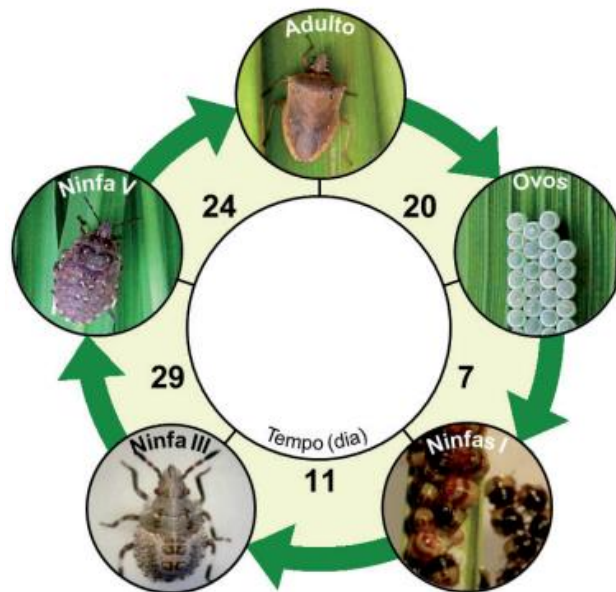 Adulto
20
Ovos
7
Ninfas I
11
Ninfa III
29
Ninfa V
24
Tempo (dia)